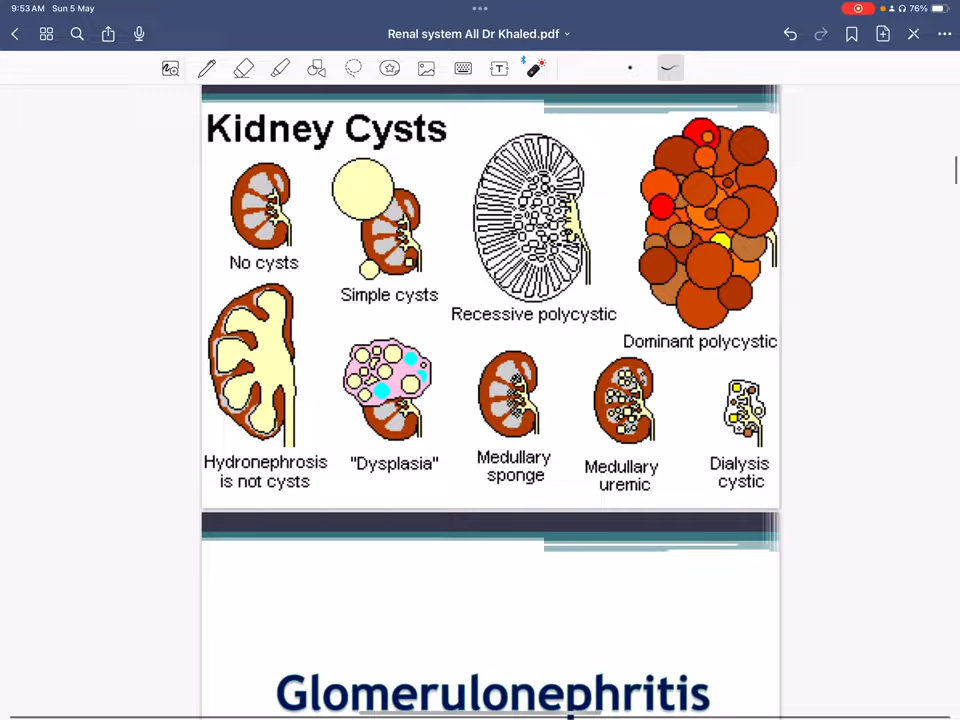 9:53 AM Sun 5 May
76%
Renal system All Dr Khaled.pdf
Kidney Cysts
No cysts
Simple cysts
Recessive polycystic
Dominant polycystic
Hydronephrosis
is not cysts
"Dysplasia"
Medullary
sponge
Medullary
uremic
Dialysis
cystic
Glomerulonephritis